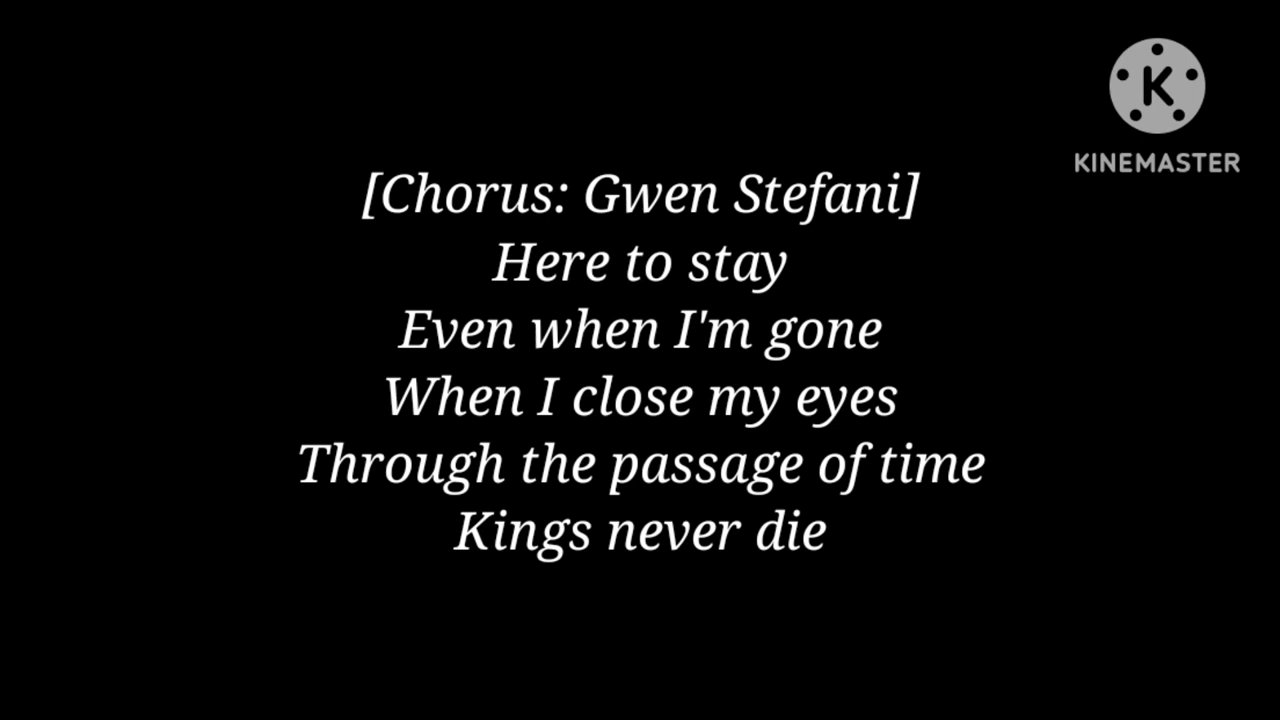 KINEMASTER
[Chorus: Gwen Stefani]
Here to stay
Even when I'm gone
When I close my eyes
Through the passage of time
Kings never die